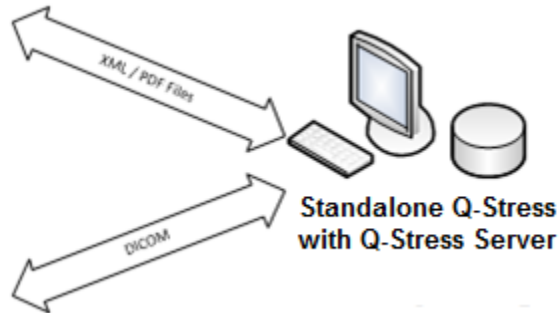 XML / PDF Files
Standalone Q-Stress
with Q-Stress Server
DICOM